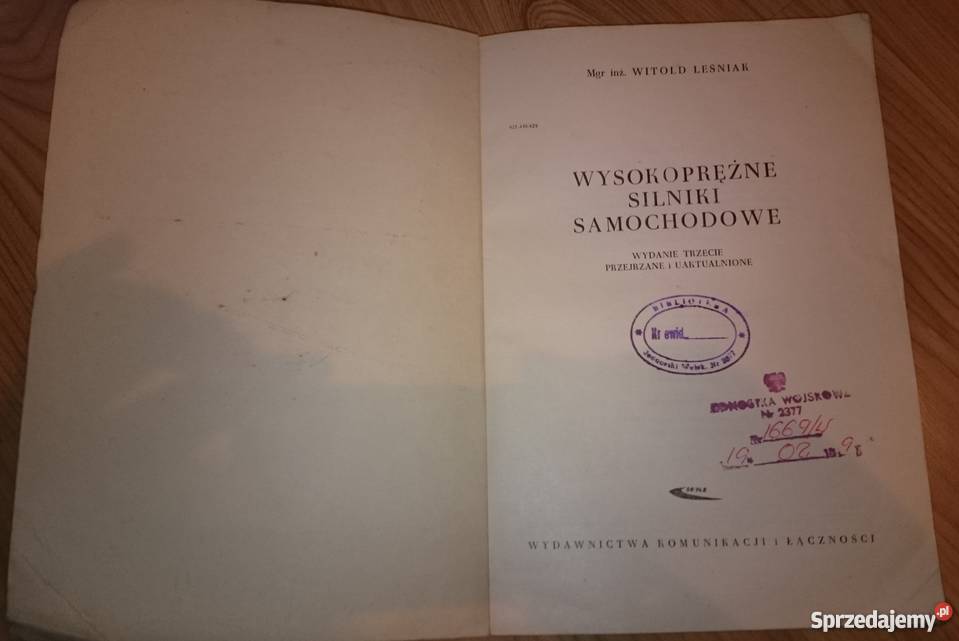 Mgr inż. WITOLD LEŚNIAK
WYSOKOPRĘŻNE
SILNIKI
SAMOCHODOWE
WYDANIE TRZECIE
PRZEJRZANE i UAKTUALNIONE
BIBLIOTEKA
Nr ewid.
JEDNOSTKA WOJSKOWA
Nr 2377
Nr 1669/
19 02 19
WYDAWNICTWA KOMUNIKACJI i ŁĄCZNOŚCI
Sprzedajemy.pl